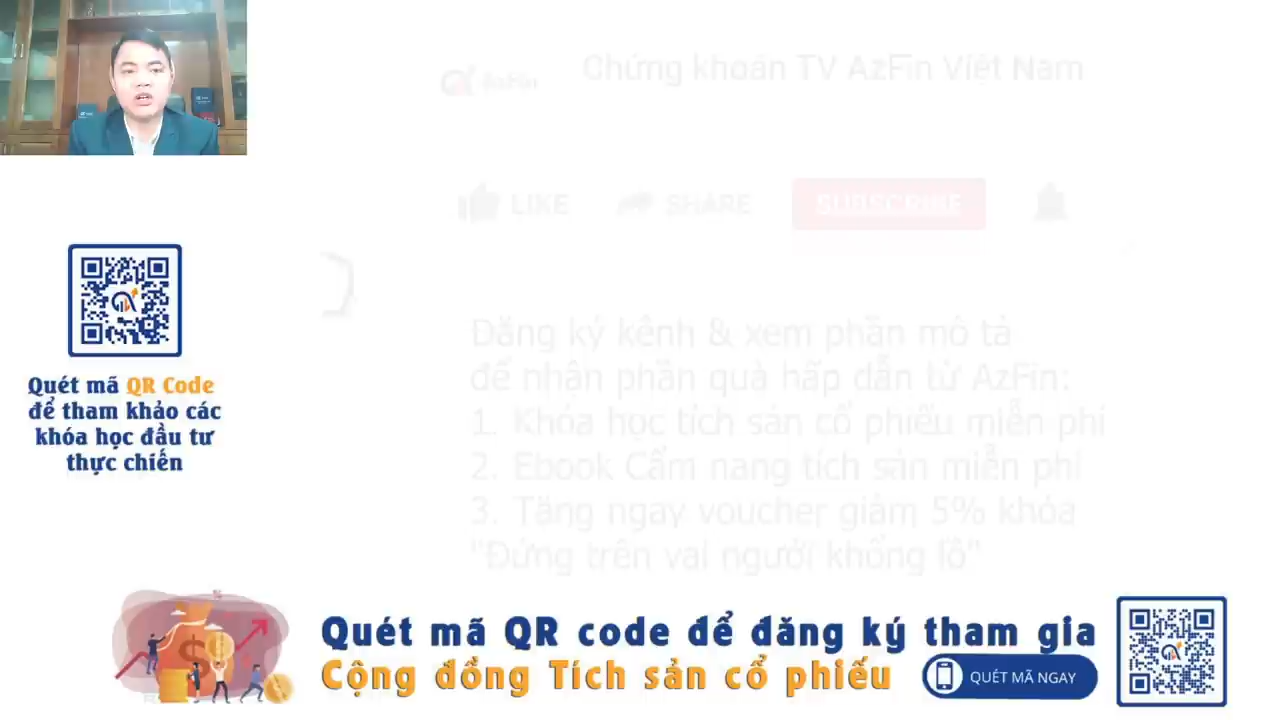 AzFin
Chứng khoán TV AzFin Việt Nam
LIKE
SHARE
SUBSCRIBE
Quét mã QR Code
để tham khảo các
khóa học đầu tư
thực chiến
Đăng ký kênh & xem phần mô tả
để nhận phần quà hấp dẫn từ AzFin:
1. Khóa học tích sản cổ phiếu miễn phí
2. Ebook Cẩm nang tích sản miễn phí
3. Tặng ngay voucher giảm 5% khóa
"Đứng trên vai người khổng lồ"
Quét mã QR code để đăng ký tham gia
Cộng đồng Tích sản cổ phiếu
QUÉT MÃ NGAY